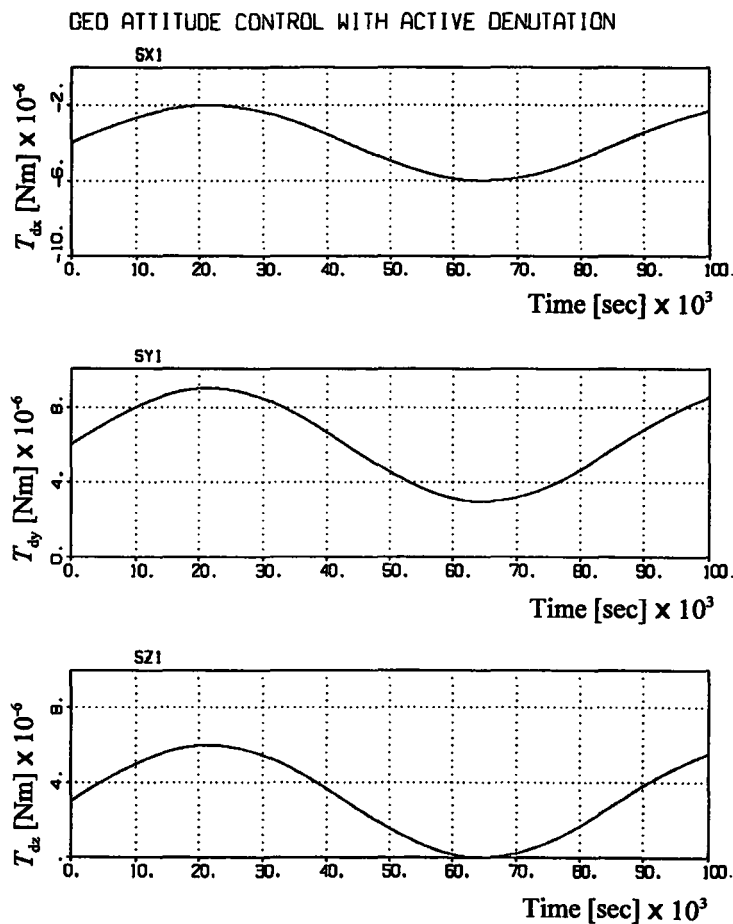 GEO ATTITUDE CONTROL WITH ACTIVE DENUTATION
SX1
T_dx [Nm] × 10^-6
-2.
-6.
-10.
0. 10. 20. 30. 40. 50. 60. 70. 80. 90. 100.
Time [sec] × 10^3
SY1
T_dy [Nm] × 10^-6
8.
4.
0.
0. 10. 20. 30. 40. 50. 60. 70. 80. 90. 100.
Time [sec] × 10^3
SZ1
T_dz [Nm] × 10^-6
8.
4.
.
0. 10. 20. 30. 40. 50. 60. 70. 80. 90. 100.
Time [sec] × 10^3